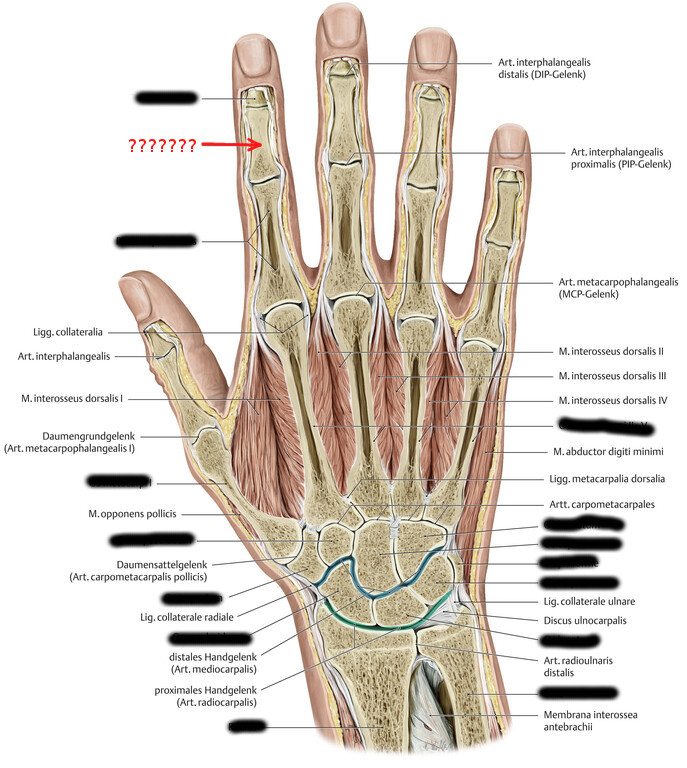 Art. interphalangealis
distalis (DIP-Gelenk)
???????
Art. interphalangealis
proximalis (PIP-Gelenk)
Art. metacarpophalangealis
(MCP-Gelenk)
Ligg. collateralia
Art. interphalangealis
M. interosseus dorsalis II
M. interosseus dorsalis III
M. interosseus dorsalis I
M. interosseus dorsalis IV
Daumengrundgelenk
(Art. metacarpophalangealis I)
M. abductor digiti minimi
Ligg. metacarpalia dorsalia
Artt. carpometacarpales
M. opponens pollicis
Daumensattelgelenk
(Art. carpometacarpalis pollicis)
Lig. collaterale ulnare
Lig. collaterale radiale
Discus ulnocarpalis
distales Handgelenk
(Art. mediocarpalis)
Art. radioulnaris
distalis
proximales Handgelenk
(Art. radiocarpalis)
Membrana interossea
antebrachii